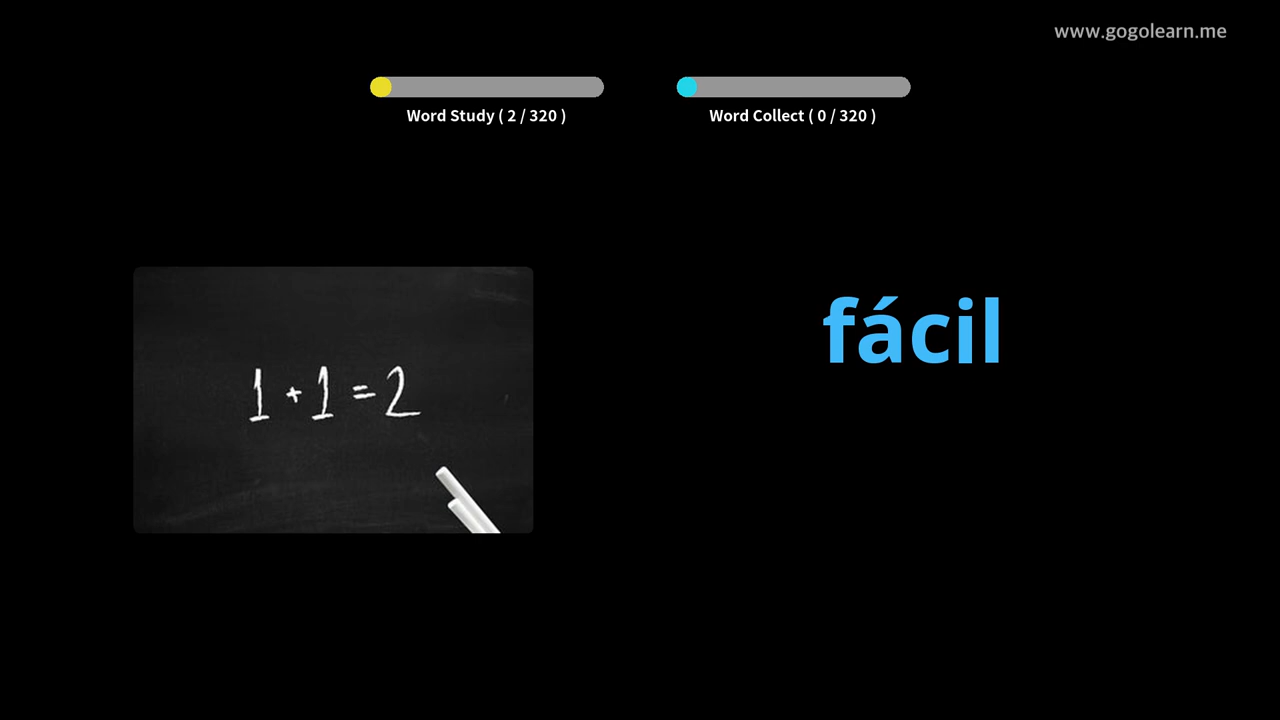 www.gogolearn.me
Word Study ( 2 / 320 )
Word Collect ( 0 / 320 )
fácil
1 + 1 = 2